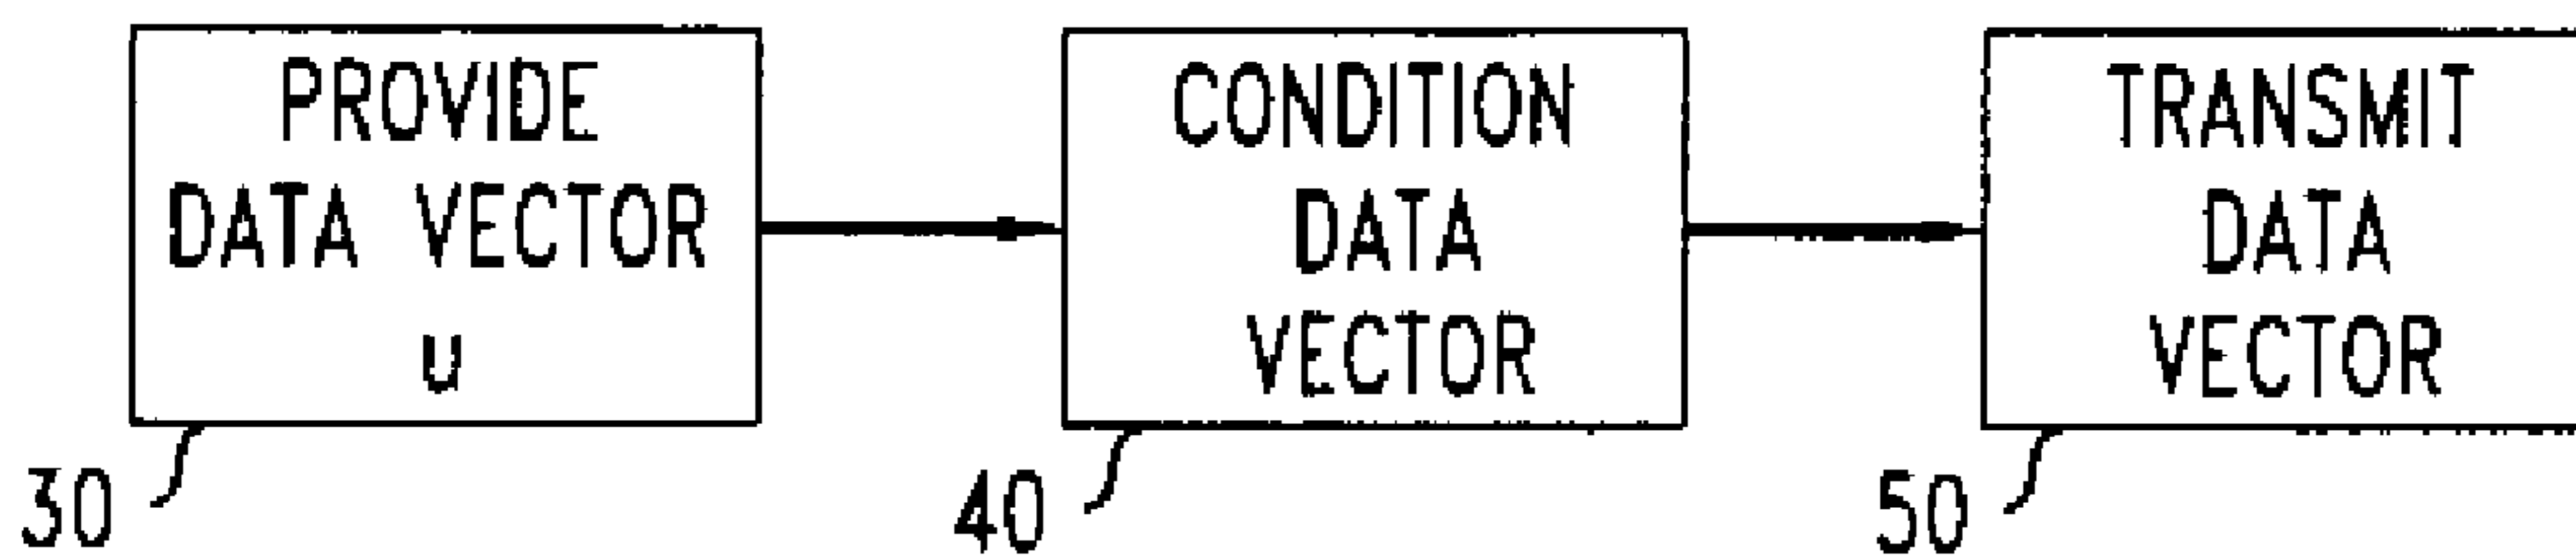 PROVIDE
DATA VECTOR
u
30
CONDITION
DATA
VECTOR
40
TRANSMIT
DATA
VECTOR
50